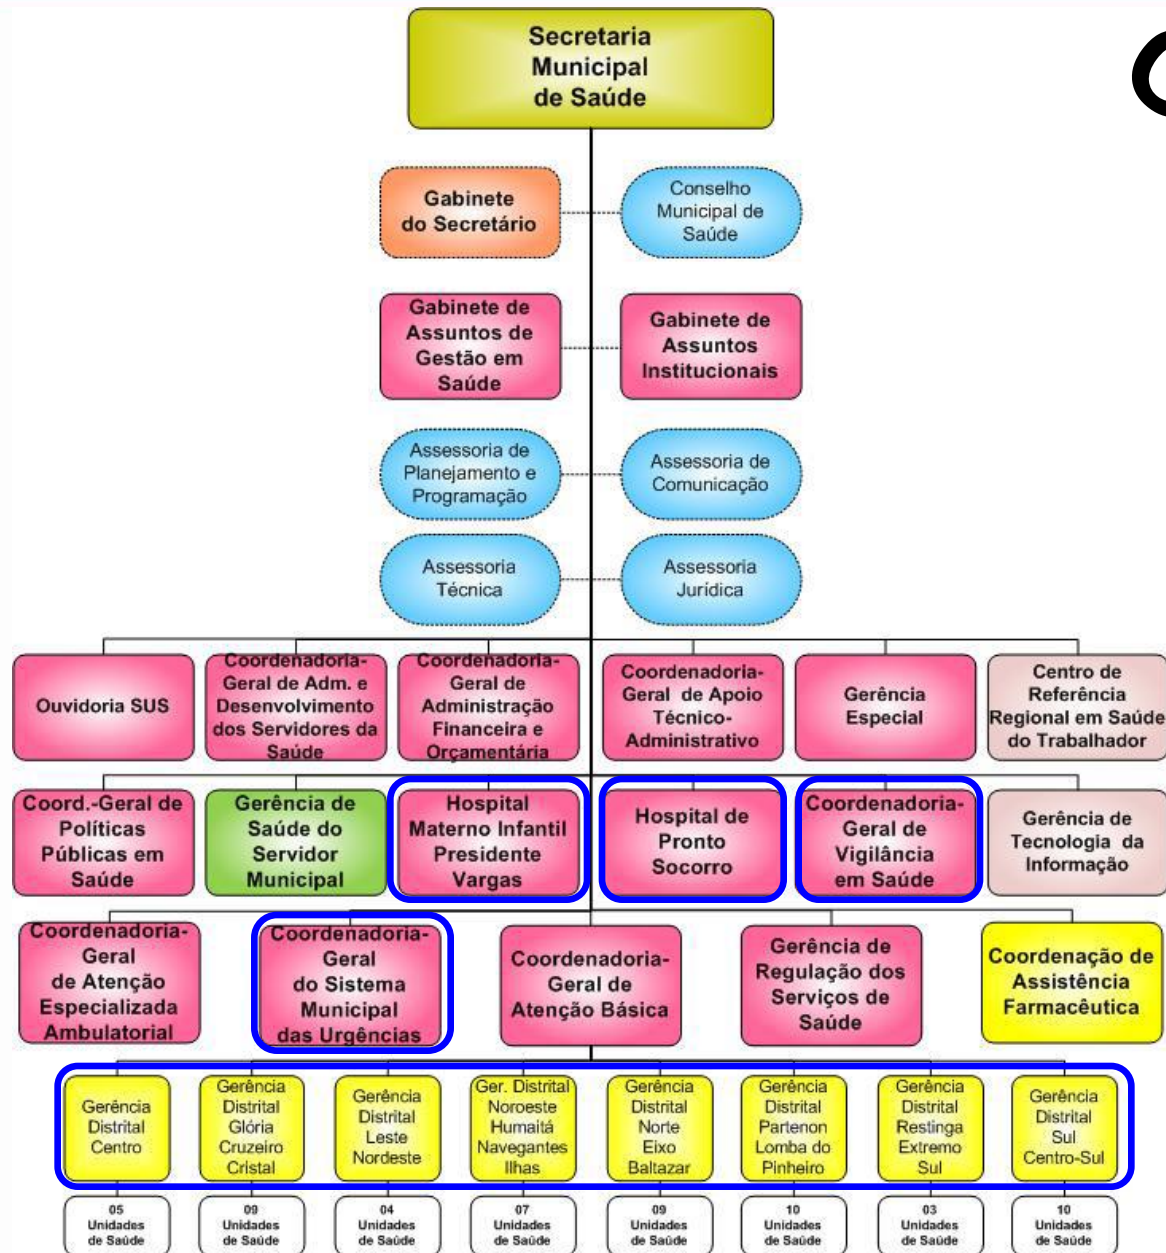 Secretaria
Municipal
de Saúde
Gabinete
do Secretário
Conselho
Municipal de
Saúde
Gabinete de
Assuntos de
Gestão em
Saúde
Gabinete de
Assuntos
Institucionais
Assessoria de
Planejamento e
Programação
Assessoria de
Comunicação
Assessoria
Técnica
Assessoria
Jurídica
Ouvidoria SUS
Coordenadoria-
Geral de Adm. e
Desenvolvimento
dos Servidores da
Saúde
Coordenadoria-
Geral de
Administração
Financeira e
Orçamentária
Coordenadoria-
Geral de Apoio
Técnico-
Administrativo
Gerência
Especial
Centro de
Referência
Regional em Saúde
do Trabalhador
Coord.-Geral de
Políticas
Públicas em
Saúde
Gerência de
Saúde do
Servidor
Municipal
Hospital
Materno Infantil
Presidente
Vargas
Hospital de
Pronto
Socorro
Coordenadoria-
Geral de
Vigilância
em Saúde
Gerência de
Tecnologia da
Informação
Coordenadoria-
Geral
de Atenção
Especializada
Ambulatorial
Coordenadoria-
Geral
do Sistema
Municipal
das Urgências
Coordenadoria-
Geral de
Atenção Básica
Gerência de
Regulação dos
Serviços de
Saúde
Coordenação de
Assistência
Farmacêutica
Gerência
Distrital
Centro
Gerência
Distrital
Glória
Cruzeiro
Cristal
Gerência
Distrital
Leste
Nordeste
Ger. Distrital
Noroeste
Humaitá
Navegantes
Ilhas
Gerência
Distrital
Norte
Eixo
Baltazar
Gerência
Distrital
Partenon
Lomba do
Pinheiro
Gerência
Distrital
Restinga
Extremo
Sul
Gerência
Distrital
Sul
Centro-Sul
05
Unidades
de Saúde
09
Unidades
de Saúde
04
Unidades
de Saúde
07
Unidades
de Saúde
09
Unidades
de Saúde
10
Unidades
de Saúde
03
Unidades
de Saúde
10
Unidades
de Saúde